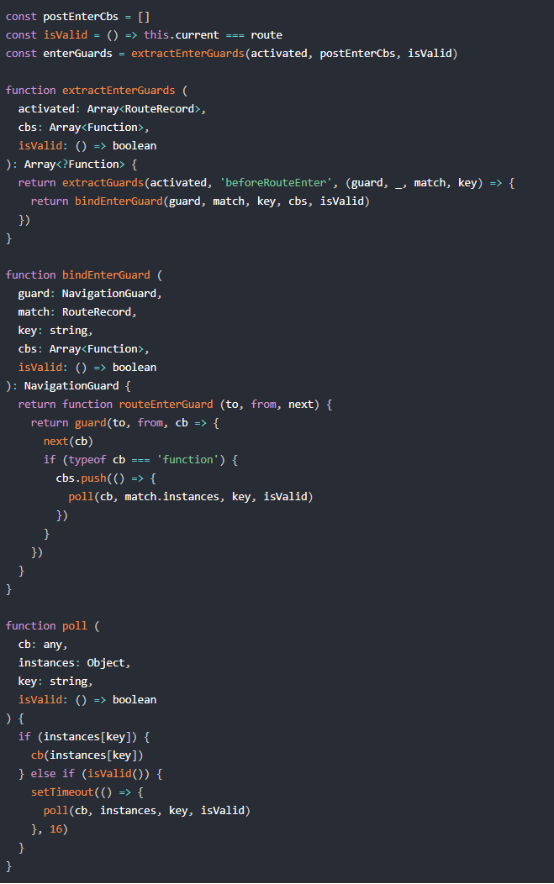 const postEnterCbs = []
const isValid = () => this.current === route
const enterGuards = extractEnterGuards(activated, postEnterCbs, isValid)

function extractEnterGuards (
  activated: Array<RouteRecord>,
  cbs: Array<Function>,
  isValid: () => boolean
): Array<?Function> {
  return extractGuards(activated, 'beforeRouteEnter', (guard, _, match, key) => {
    return bindEnterGuard(guard, match, key, cbs, isValid)
  })
}

function bindEnterGuard (
  guard: NavigationGuard,
  match: RouteRecord,
  key: string,
  cbs: Array<Function>,
  isValid: () => boolean
): NavigationGuard {
  return function routeEnterGuard (to, from, next) {
    return guard(to, from, cb => {
      next(cb)
      if (typeof cb === 'function') {
        cbs.push(() => {
          poll(cb, match.instances, key, isValid)
        })
      }
    })
  }
}

function poll (
  cb: any,
  instances: Object,
  key: string,
  isValid: () => boolean
) {
  if (instances[key]) {
    cb(instances[key])
  } else if (isValid()) {
    setTimeout(() => {
      poll(cb, instances, key, isValid)
    }, 16)
  }
}